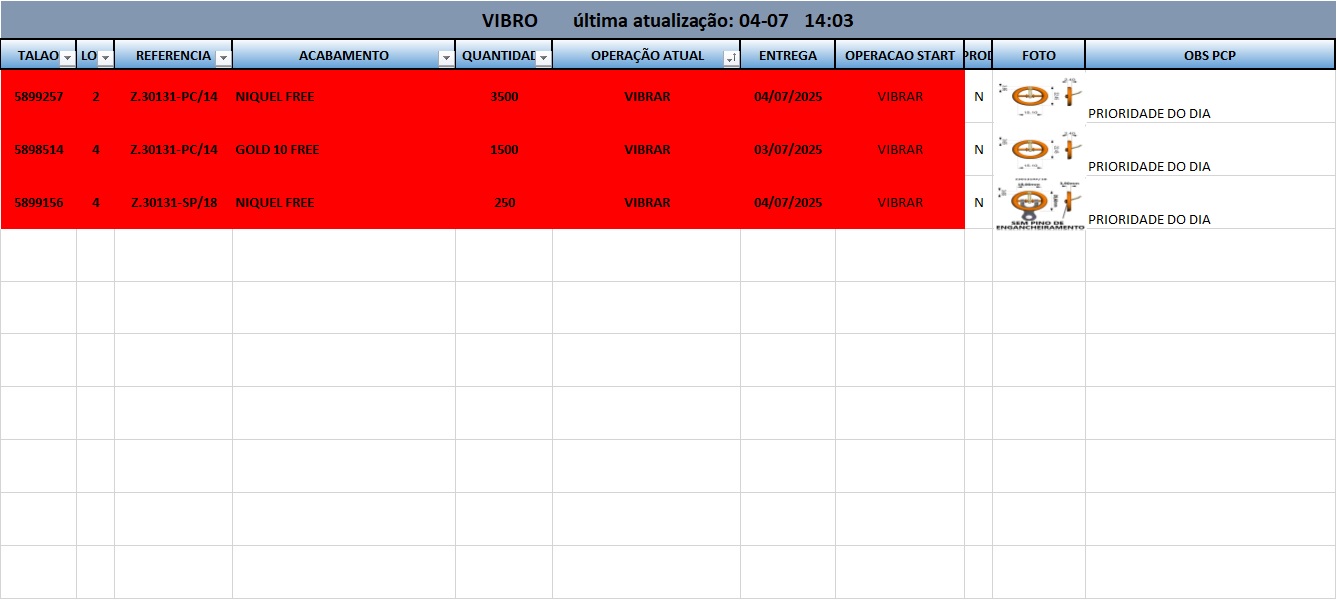 VIBRO última atualização: 04-07 14:03
TALAO LO REFERENCIA ACABAMENTO QUANTIDAD OPERAÇÃO ATUAL ENTREGA OPERACAO START PROD FOTO OBS PCP
5899257 2 Z.30131-PC/14 NIQUEL FREE 3500 VIBRAR 04/07/2025 VIBRAR N PRIORIDADE DO DIA
5898514 4 Z.30131-PC/14 GOLD 10 FREE 1500 VIBRAR 03/07/2025 VIBRAR N PRIORIDADE DO DIA
5899156 4 Z.30131-SP/18 NIQUEL FREE 250 VIBRAR 04/07/2025 VIBRAR N PRIORIDADE DO DIA
SEM PINO DE
ENGANCHEIRAMENTO